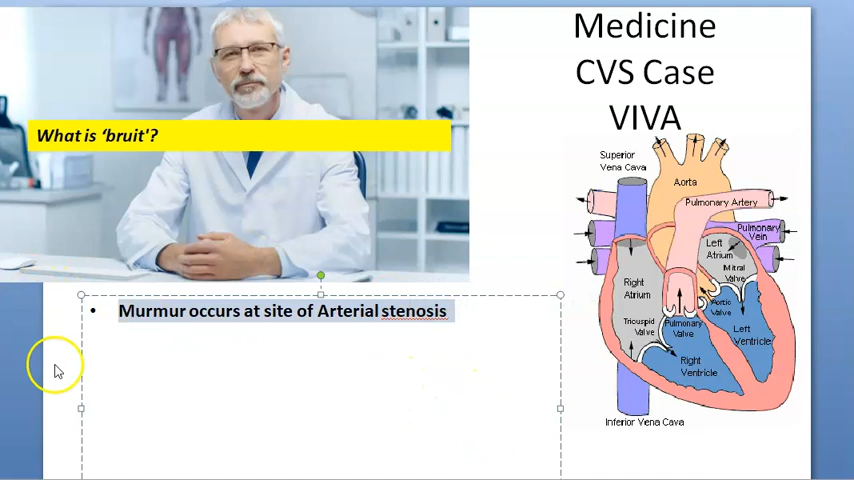 Medicine
CVS Case
VIVA
What is ‘bruit'?
• Murmur occurs at site of Arterial stenosis
Superior
Vena Cava
Aorta
Pulmonary Artery
Pulmonary
Vein
Left
Atrium
Mitral
Valve
Right
Atrium
Aortic
Valve
Tricuspid
Valve
Pulmonary
Valve
Left
Ventricle
Right
Ventricle
Inferior Vena Cava